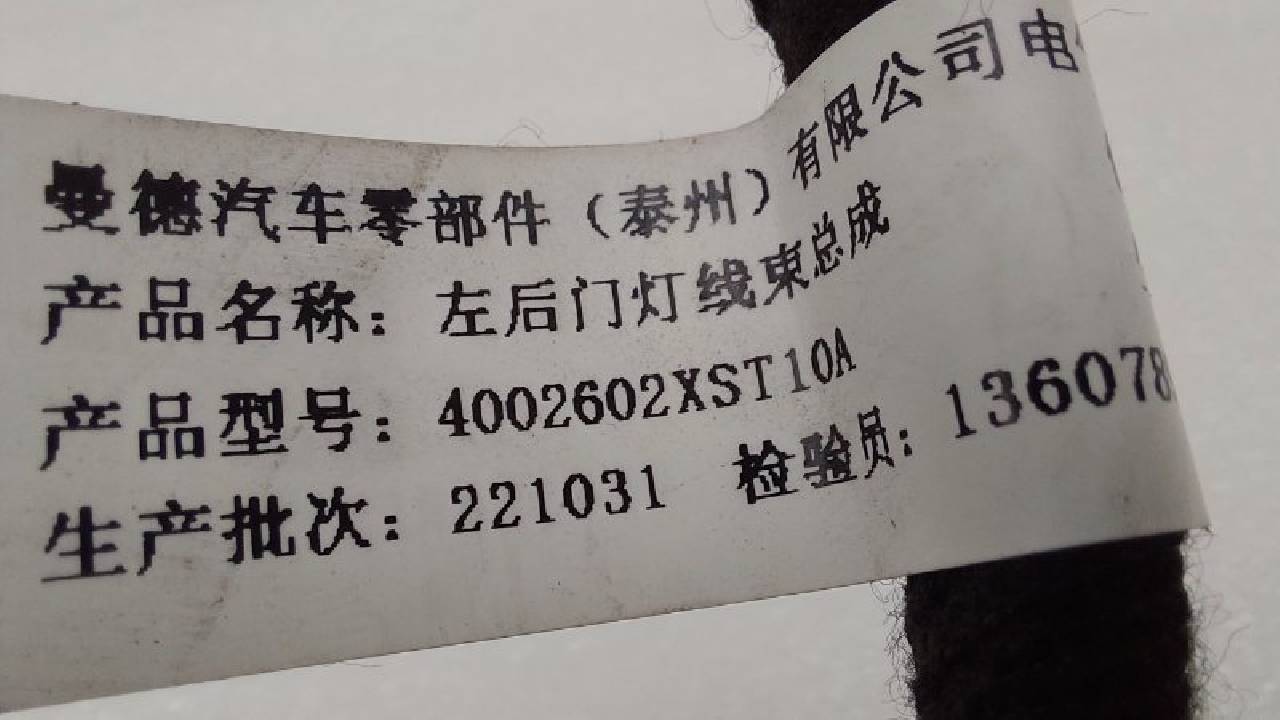 曼德汽车零部件（泰州）有限公司电
产品名称：左后门灯线束总成
产品型号：4002602XST10A
生产批次：221031 检验员：136078